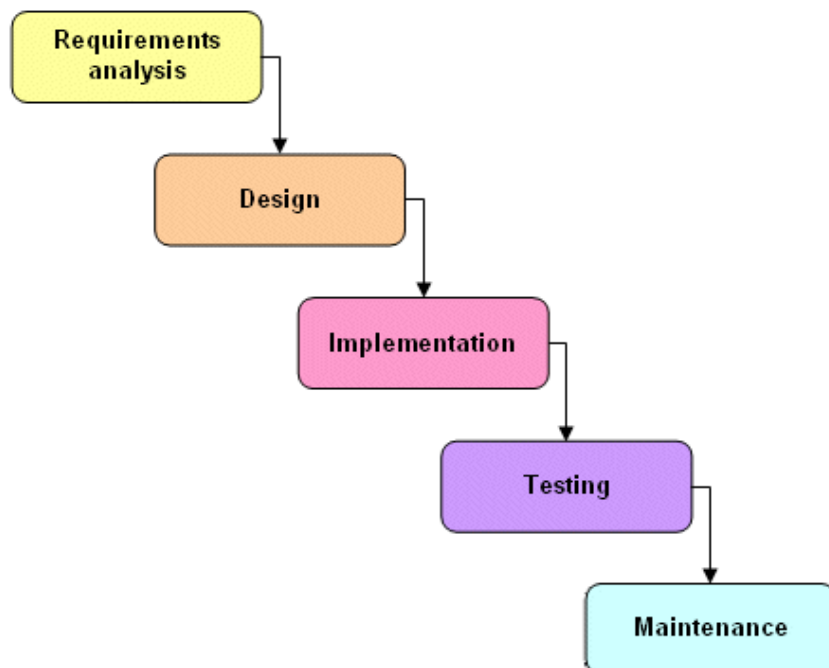 Requirements
analysis
Design
Implementation
Testing
Maintenance